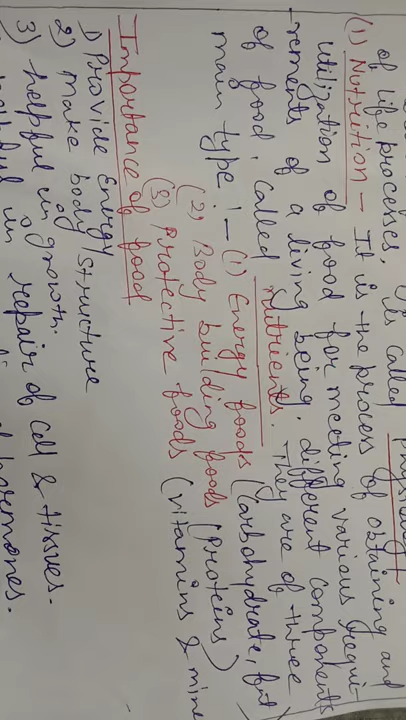 of life processes, is called Physiology
(1) Nutrition - It is the process of obtaining and
utilization of food for meeting various requi-
-rements of a living being. different components
of food, called Nutrients. They are of three
main type :- (1) Energy foods (Carbohydrate, fat)
(2) Body building foods (Proteins)
(3) Protective foods (vitamins & mine
Importance of food
1) Provide Energy
2) Make body structure
3) helpful in growth.
in repair of cell & tissues.
hormones.